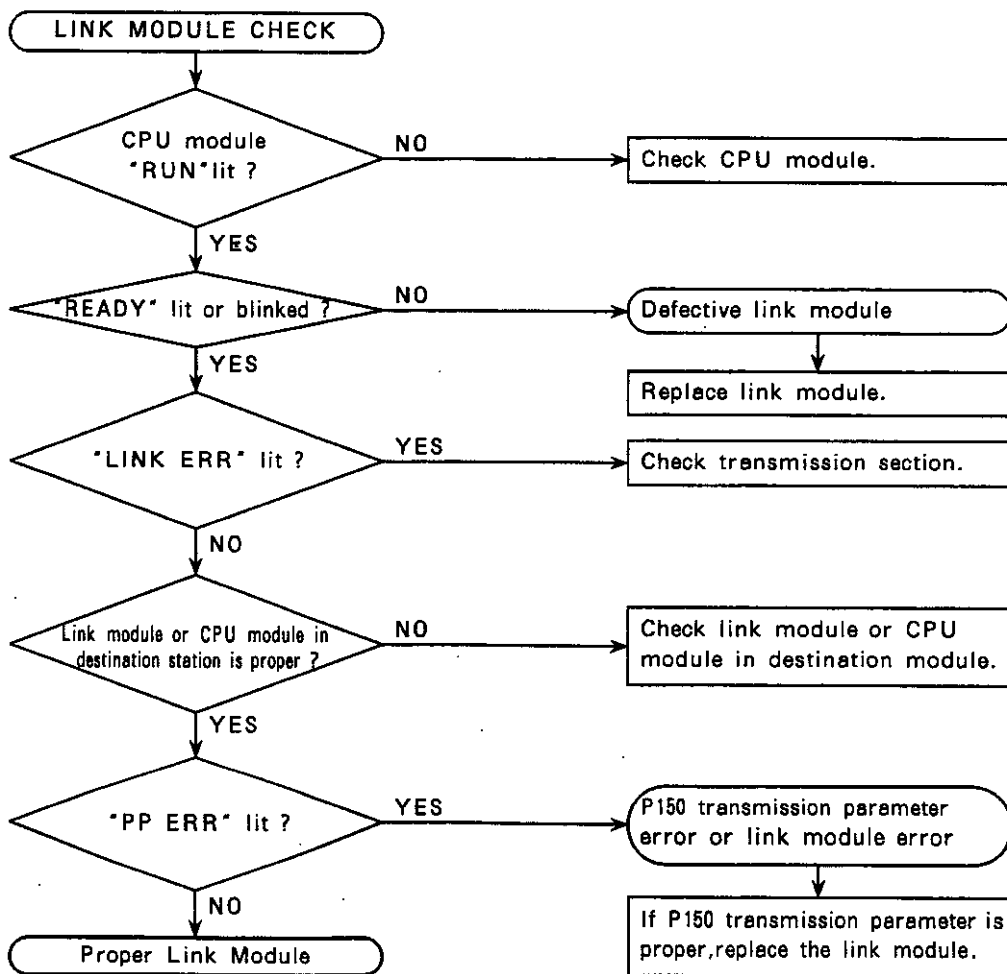 LINK MODULE CHECK
CPU module
"RUN" lit ?
NO
Check CPU module.
YES
"READY" lit or blinked ?
NO
Defective link module
YES
Replace link module.
"LINK ERR" lit ?
YES
Check transmission section.
NO
Link module or CPU module in
destination station is proper ?
NO
Check link module or CPU
module in destination module.
YES
"PP ERR" lit ?
YES
P150 transmission parameter
error or link module error
NO
Proper Link Module
If P150 transmission parameter is
proper,replace the link module.